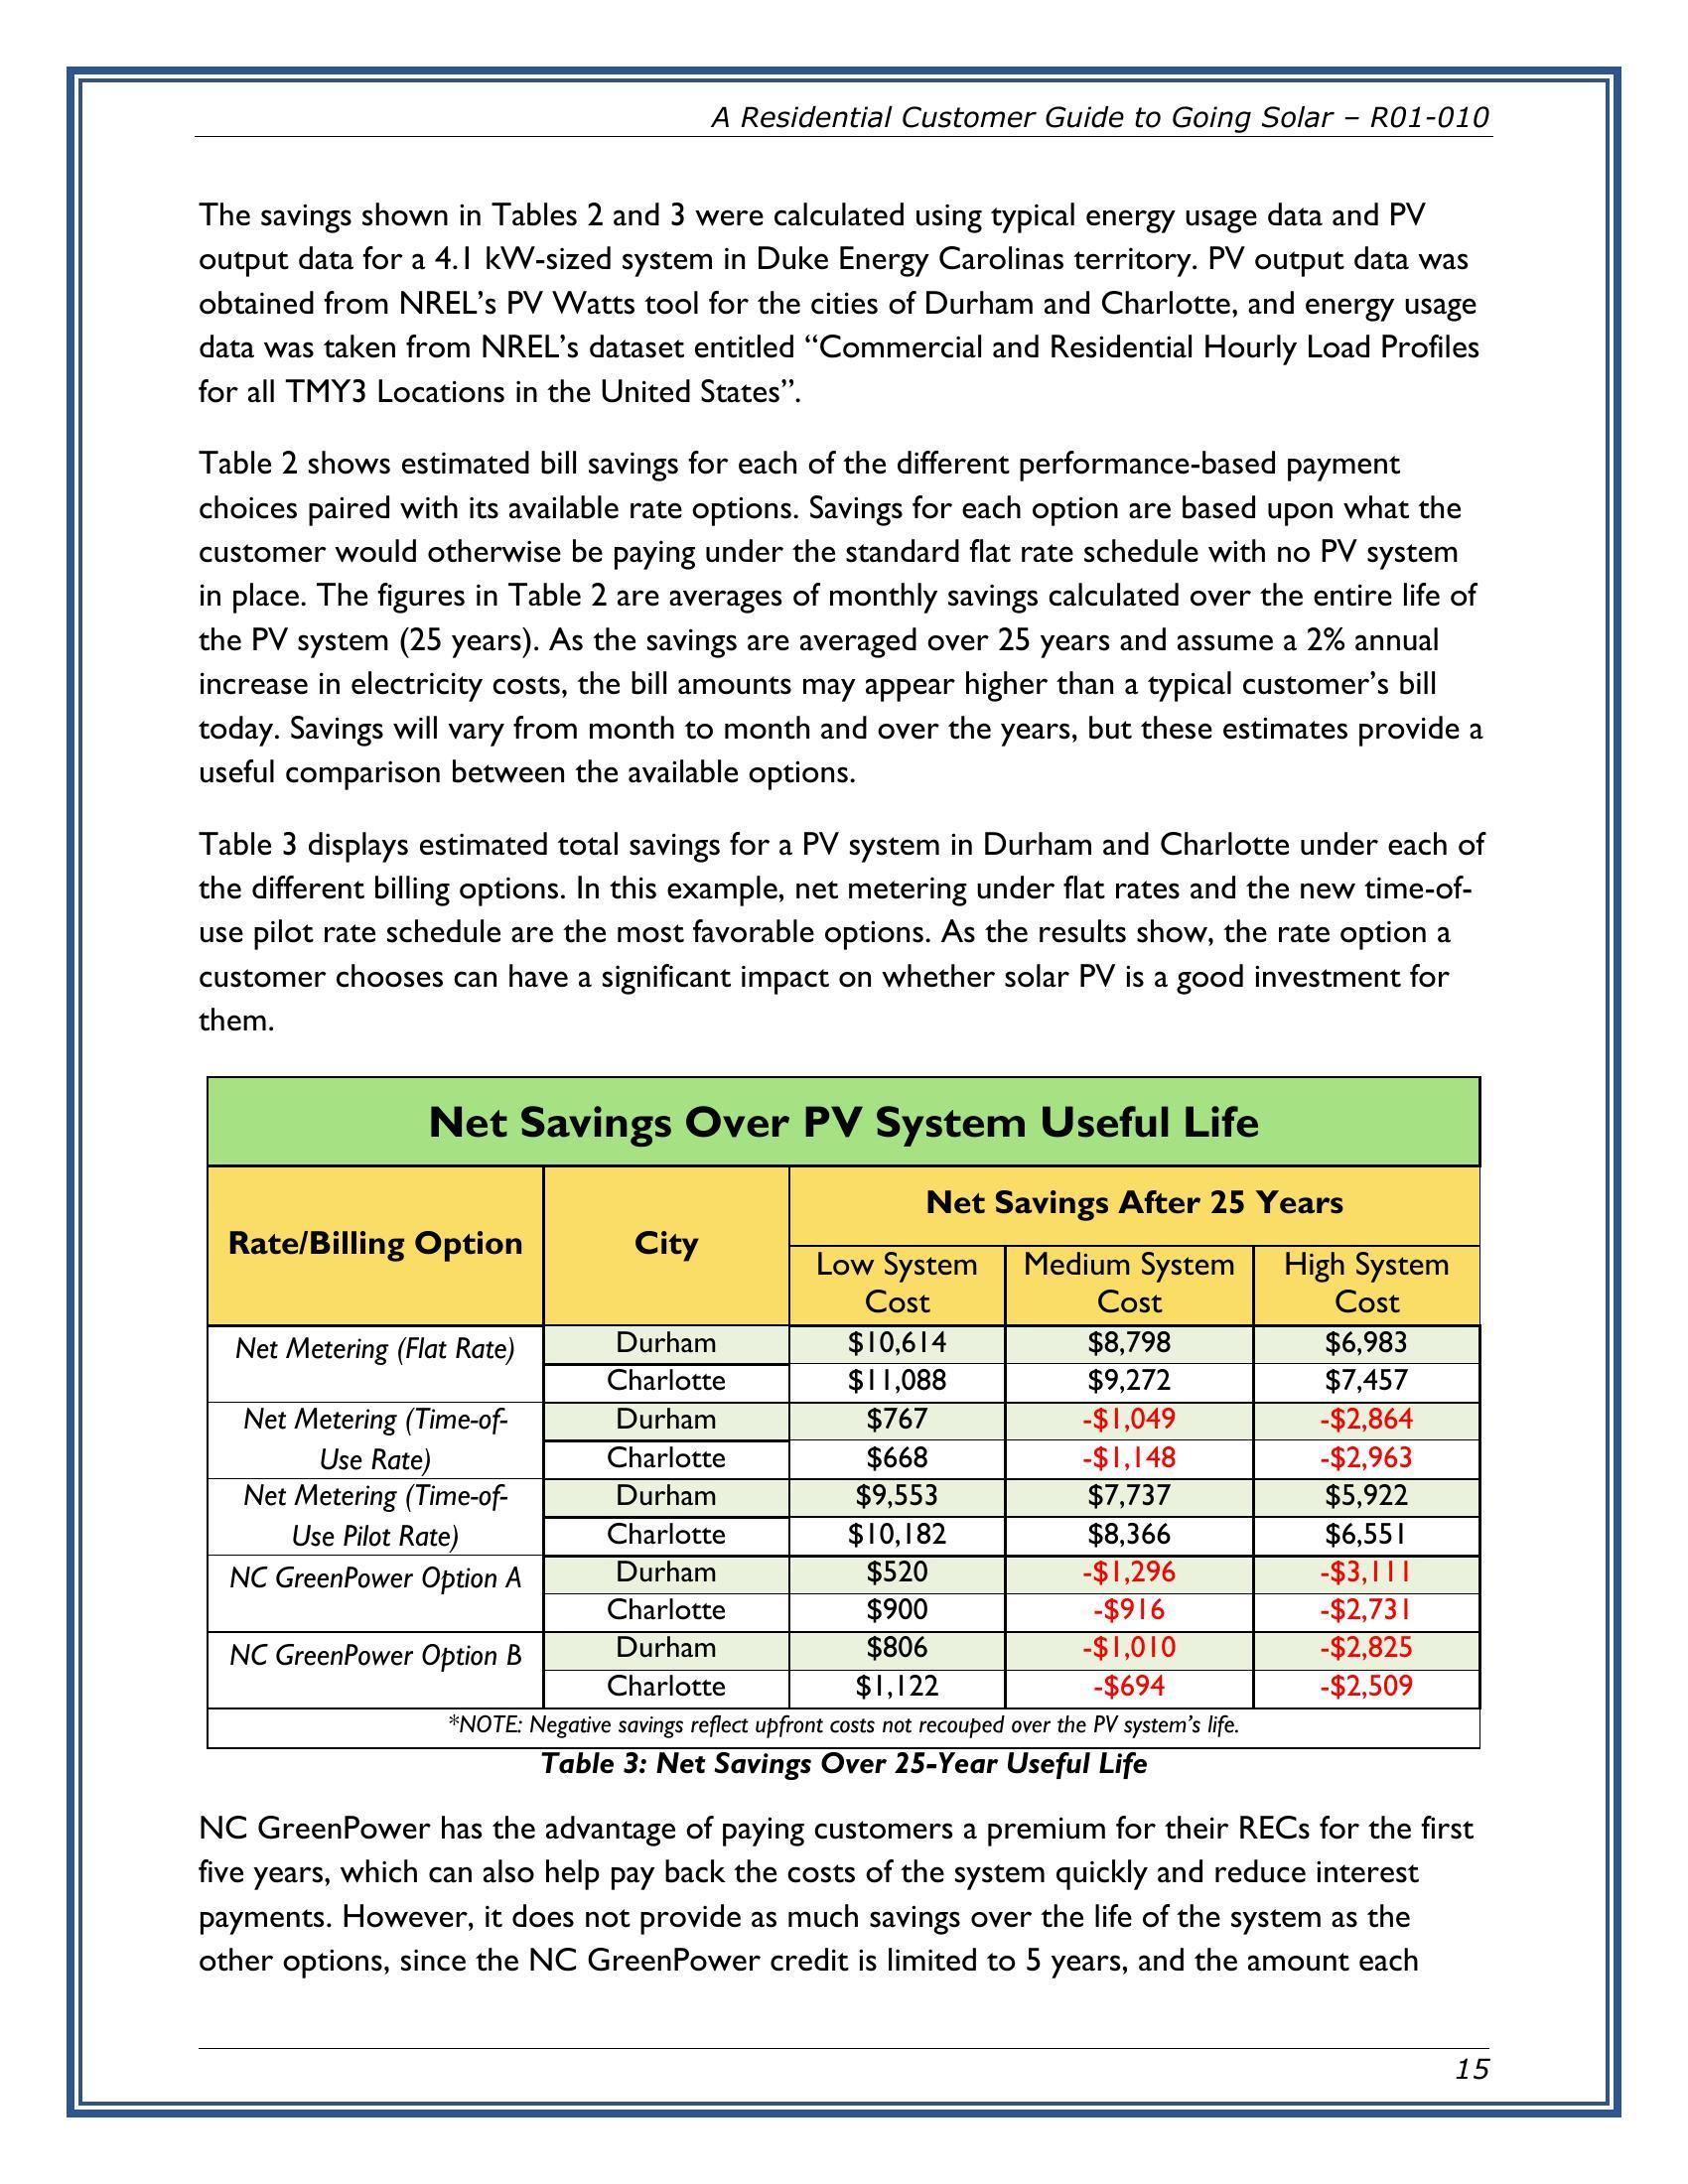 A Residential Customer Guide to Going Solar – R01-010
The savings shown in Tables 2 and 3 were calculated using typical energy usage data and PV
output data for a 4.1 kW-sized system in Duke Energy Carolinas territory. PV output data was
obtained from NREL’s PV Watts tool for the cities of Durham and Charlotte, and energy usage
data was taken from NREL’s dataset entitled “Commercial and Residential Hourly Load Profiles
for all TMY3 Locations in the United States”.
Table 2 shows estimated bill savings for each of the different performance-based payment
choices paired with its available rate options. Savings for each option are based upon what the
customer would otherwise be paying under the standard flat rate schedule with no PV system
in place. The figures in Table 2 are averages of monthly savings calculated over the entire life of
the PV system (25 years). As the savings are averaged over 25 years and assume a 2% annual
increase in electricity costs, the bill amounts may appear higher than a typical customer’s bill
today. Savings will vary from month to month and over the years, but these estimates provide a
useful comparison between the available options.
Table 3 displays estimated total savings for a PV system in Durham and Charlotte under each of
the different billing options. In this example, net metering under flat rates and the new time-of-
use pilot rate schedule are the most favorable options. As the results show, the rate option a
customer chooses can have a significant impact on whether solar PV is a good investment for
them.
Net Savings Over PV System Useful Life
Rate/Billing Option City Net Savings After 25 Years
Low System Cost Medium System Cost High System Cost
Net Metering (Flat Rate) Durham $10,614 $8,798 $6,983
Charlotte $11,088 $9,272 $7,457
Net Metering (Time-of- Durham $767 -$1,049 -$2,864
Use Rate) Charlotte $668 -$1,148 -$2,963
Net Metering (Time-of- Durham $9,553 $7,737 $5,922
Use Pilot Rate) Charlotte $10,182 $8,366 $6,551
NC GreenPower Option A Durham $520 -$1,296 -$3,111
Charlotte $900 -$916 -$2,731
NC GreenPower Option B Durham $806 -$1,010 -$2,825
Charlotte $1,122 -$694 -$2,509
*NOTE: Negative savings reflect upfront costs not recouped over the PV system’s life.
Table 3: Net Savings Over 25-Year Useful Life
NC GreenPower has the advantage of paying customers a premium for their RECs for the first
five years, which can also help pay back the costs of the system quickly and reduce interest
payments. However, it does not provide as much savings over the life of the system as the
other options, since the NC GreenPower credit is limited to 5 years, and the amount each
15